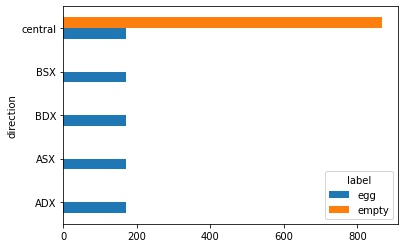 central
BSX
BDX
ASX
ADX
direction
label
egg
empty
0 200 400 600 800